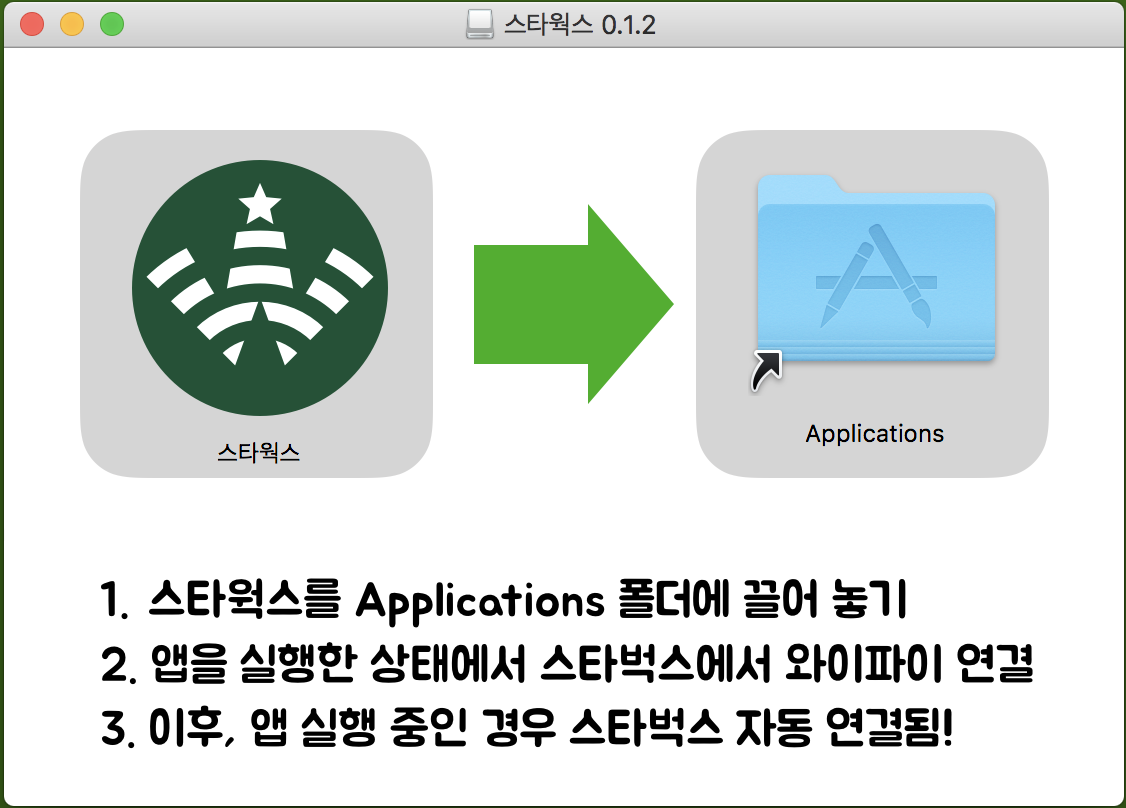 스타웍스 0.1.2
스타웍스
Applications
1. 스타웍스를 Applications 폴더에 끌어 놓기
2. 앱을 실행한 상태에서 스타벅스에서 와이파이 연결
3. 이후, 앱 실행 중인 경우 스타벅스 자동 연결됨!